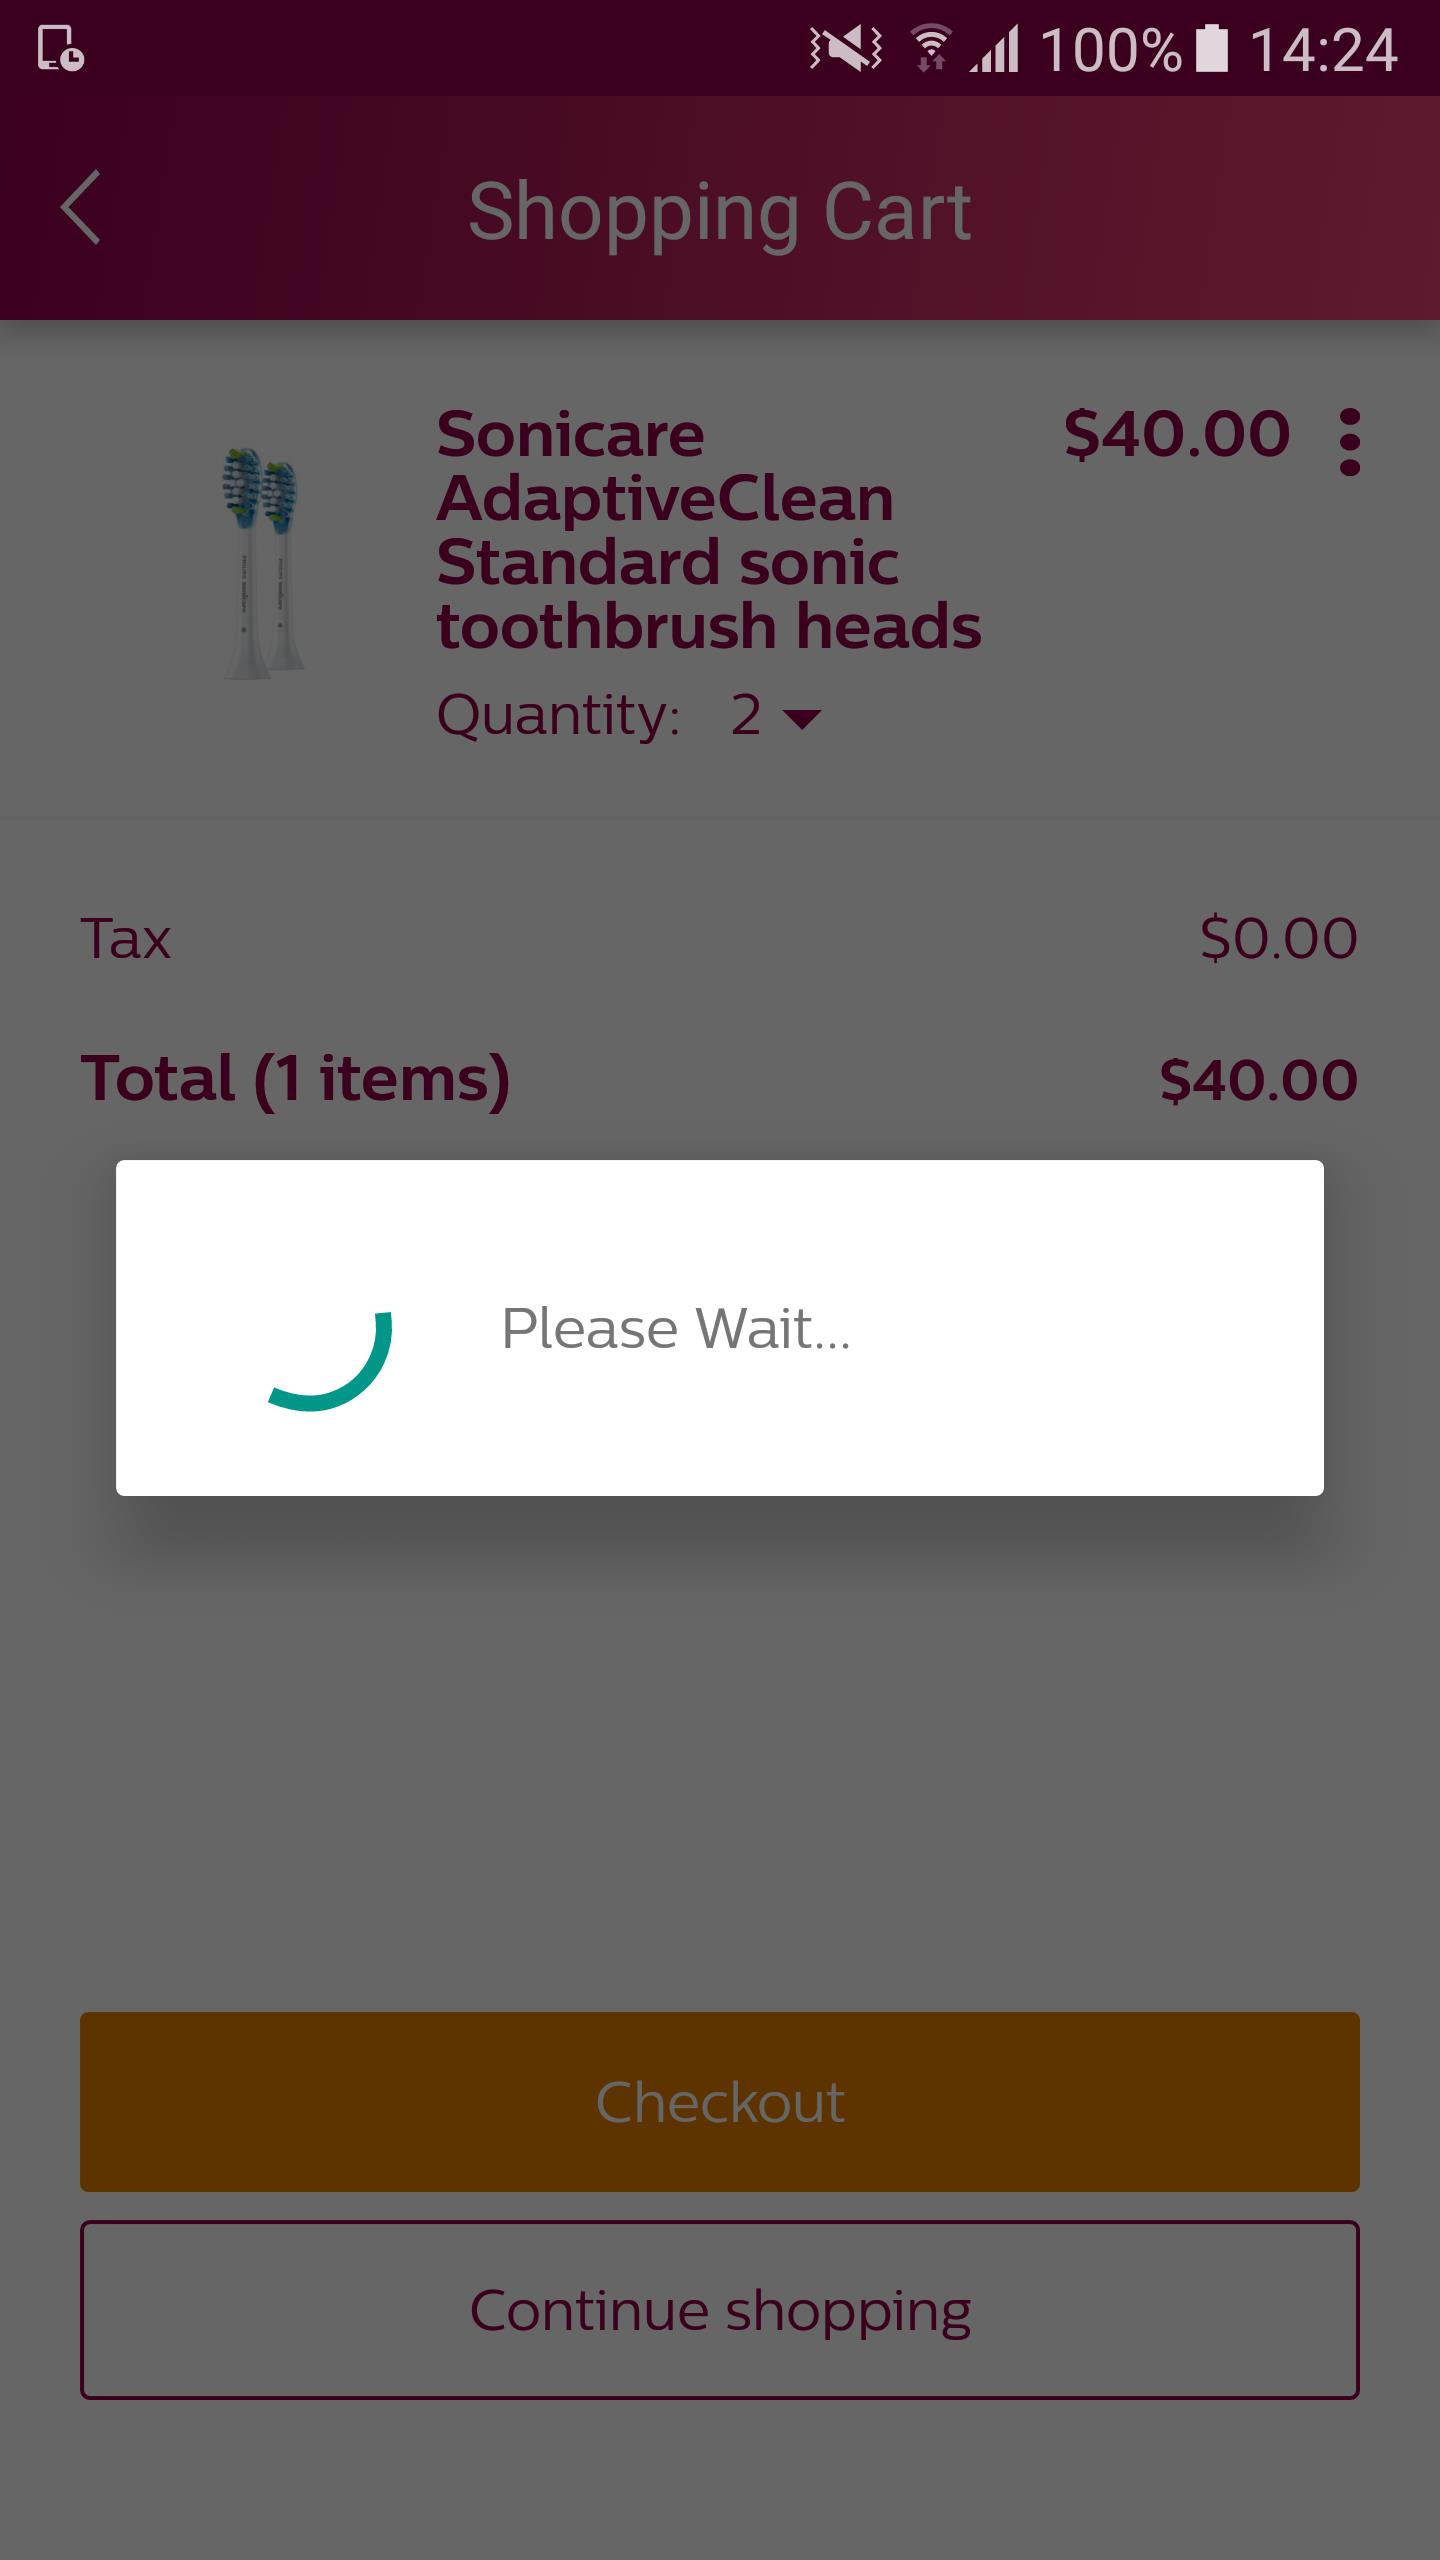 100% 14:24
Shopping Cart
Sonicare $40.00
AdaptiveClean
Standard sonic
toothbrush heads
Quantity: 2
Tax $0.00
Total (1 items) $40.00
Please Wait...
Checkout
Continue shopping